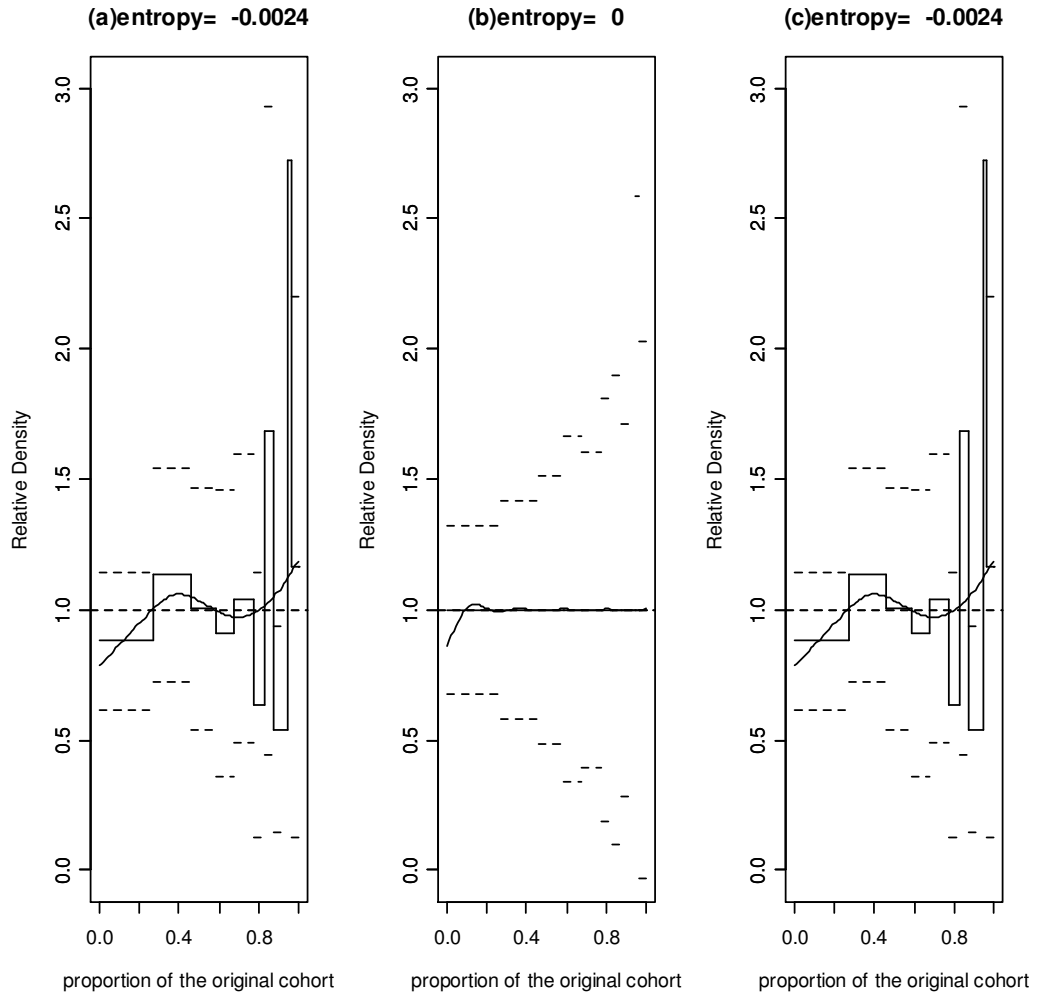 (a)entropy=  -0.0024
(b)entropy=  0
(c)entropy=  -0.0024
Relative Density
0.0 0.5 1.0 1.5 2.0 2.5 3.0
0.0 0.4 0.8
proportion of the original cohort
Relative Density
0.0 0.5 1.0 1.5 2.0 2.5 3.0
0.0 0.4 0.8
proportion of the original cohort
Relative Density
0.0 0.5 1.0 1.5 2.0 2.5 3.0
0.0 0.4 0.8
proportion of the original cohort